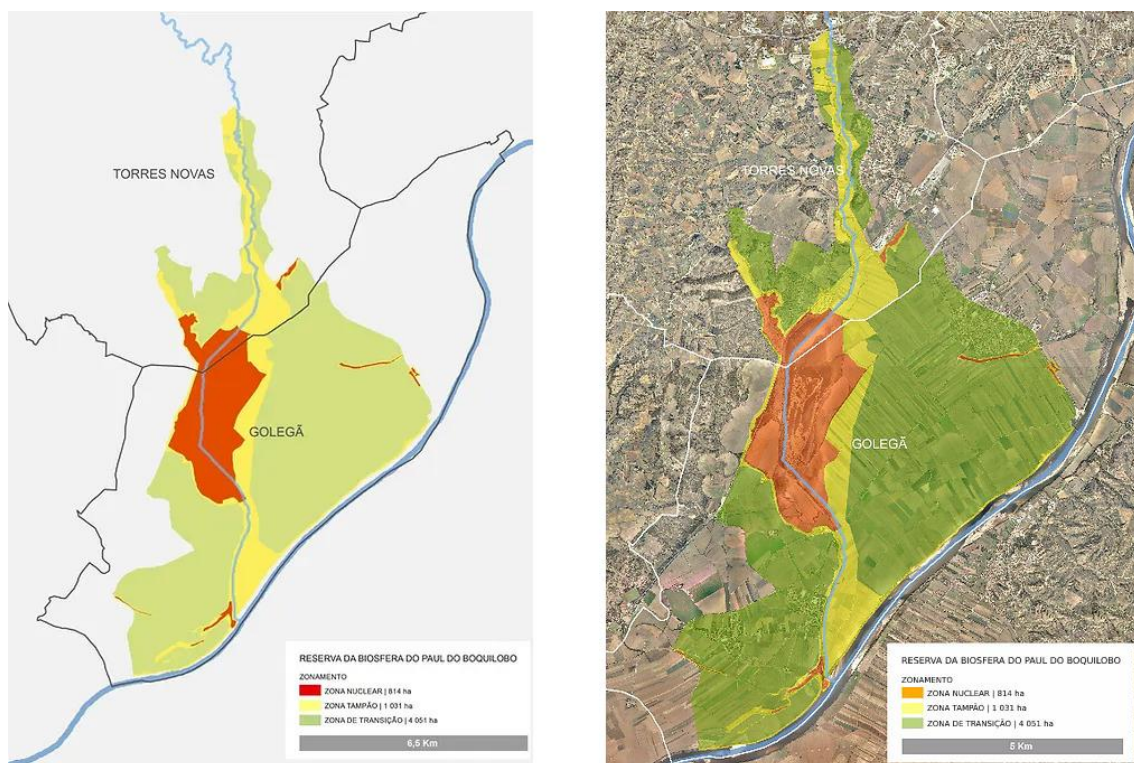 TORRES NOVAS
GOLEGÃ
RESERVA DA BIOSFERA DO PAUL DO BOQUILOBO
ZONAMENTO
ZONA NUCLEAR | 814 ha
ZONA TAMPÃO | 1 031 ha
ZONA DE TRANSIÇÃO | 4 051 ha
6,5 Km
TORRES NOVAS
GOLEGÃ
RESERVA DA BIOSFERA DO PAUL DO BOQUILOBO
ZONAMENTO
ZONA NUCLEAR | 814 ha
ZONA TAMPÃO | 1 031 ha
ZONA DE TRANSIÇÃO | 4 051 ha
5 Km